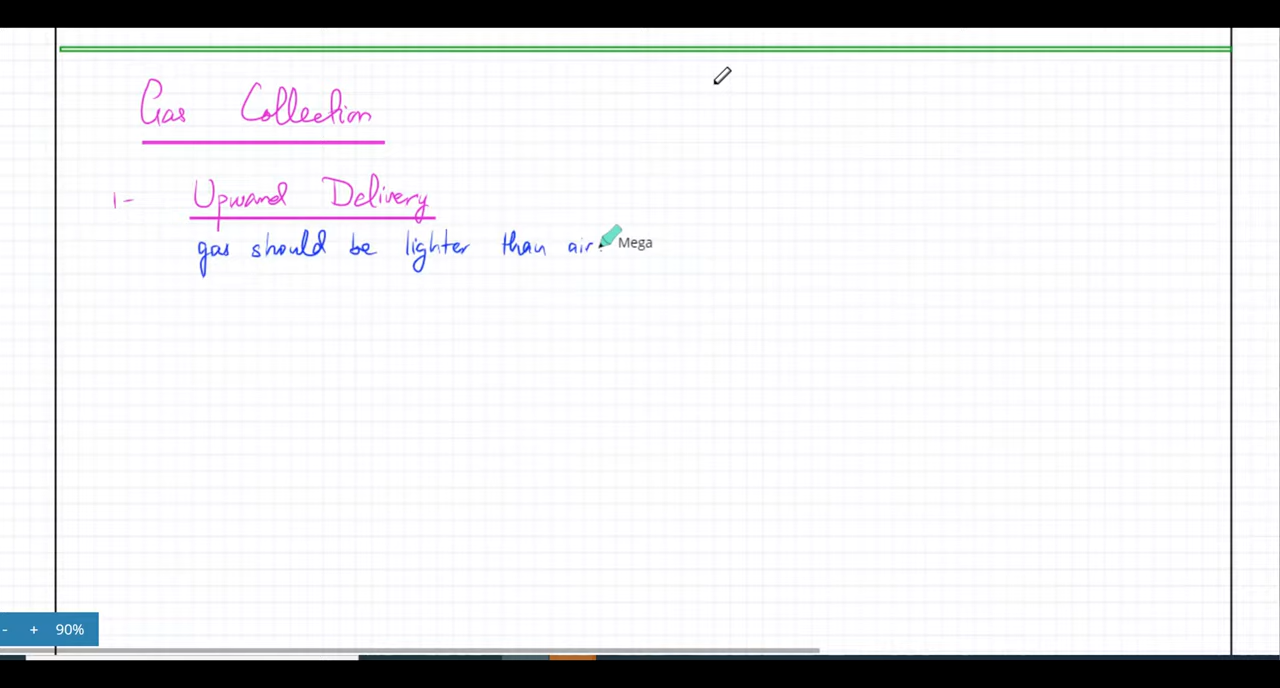 Gas Collection
1- Upward Delivery
gas should be lighter than air.
Mega
- + 90%